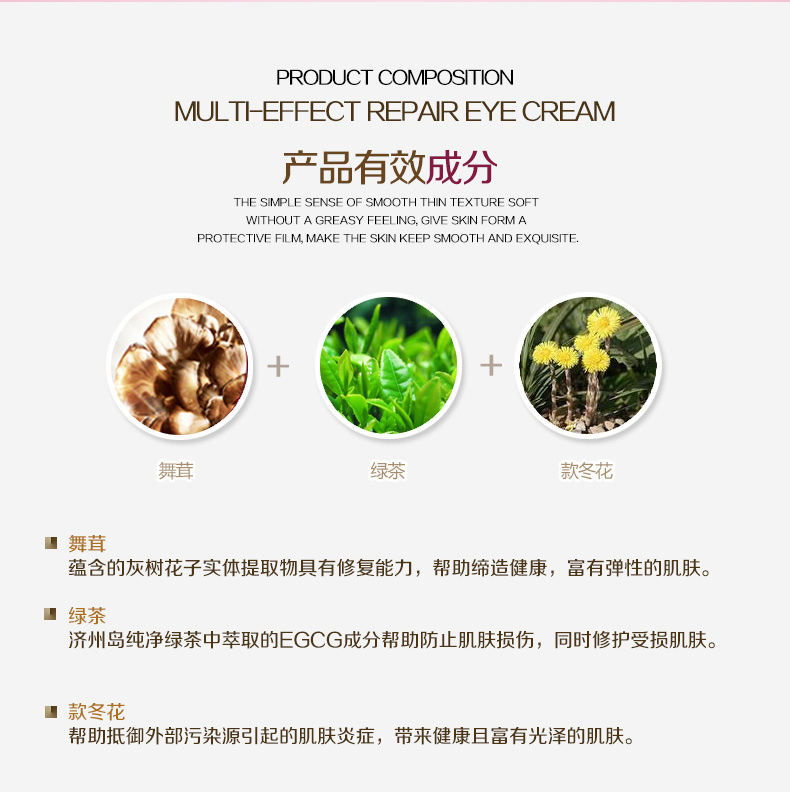 PRODUCT COMPOSITION
MULTI-EFFECT REPAIR EYE CREAM
产品有效成分
THE SIMPLE SENSE OF SMOOTH THIN TEXTURE SOFT
WITHOUT A GREASY FEELING, GIVE SKIN FORM A
PROTECTIVE FILM, MAKE THE SKIN KEEP SMOOTH AND EXQUISITE.
+ +
舞茸 绿茶 款冬花
舞茸
蕴含的灰树花子实体提取物具有修复能力，帮助缔造健康，富有弹性的肌肤。
绿茶
济州岛纯净绿茶中萃取的EGCG成分帮助防止肌肤损伤，同时修护受损肌肤。
款冬花
帮助抵御外部污染源引起的肌肤炎症，带来健康且富有光泽的肌肤。